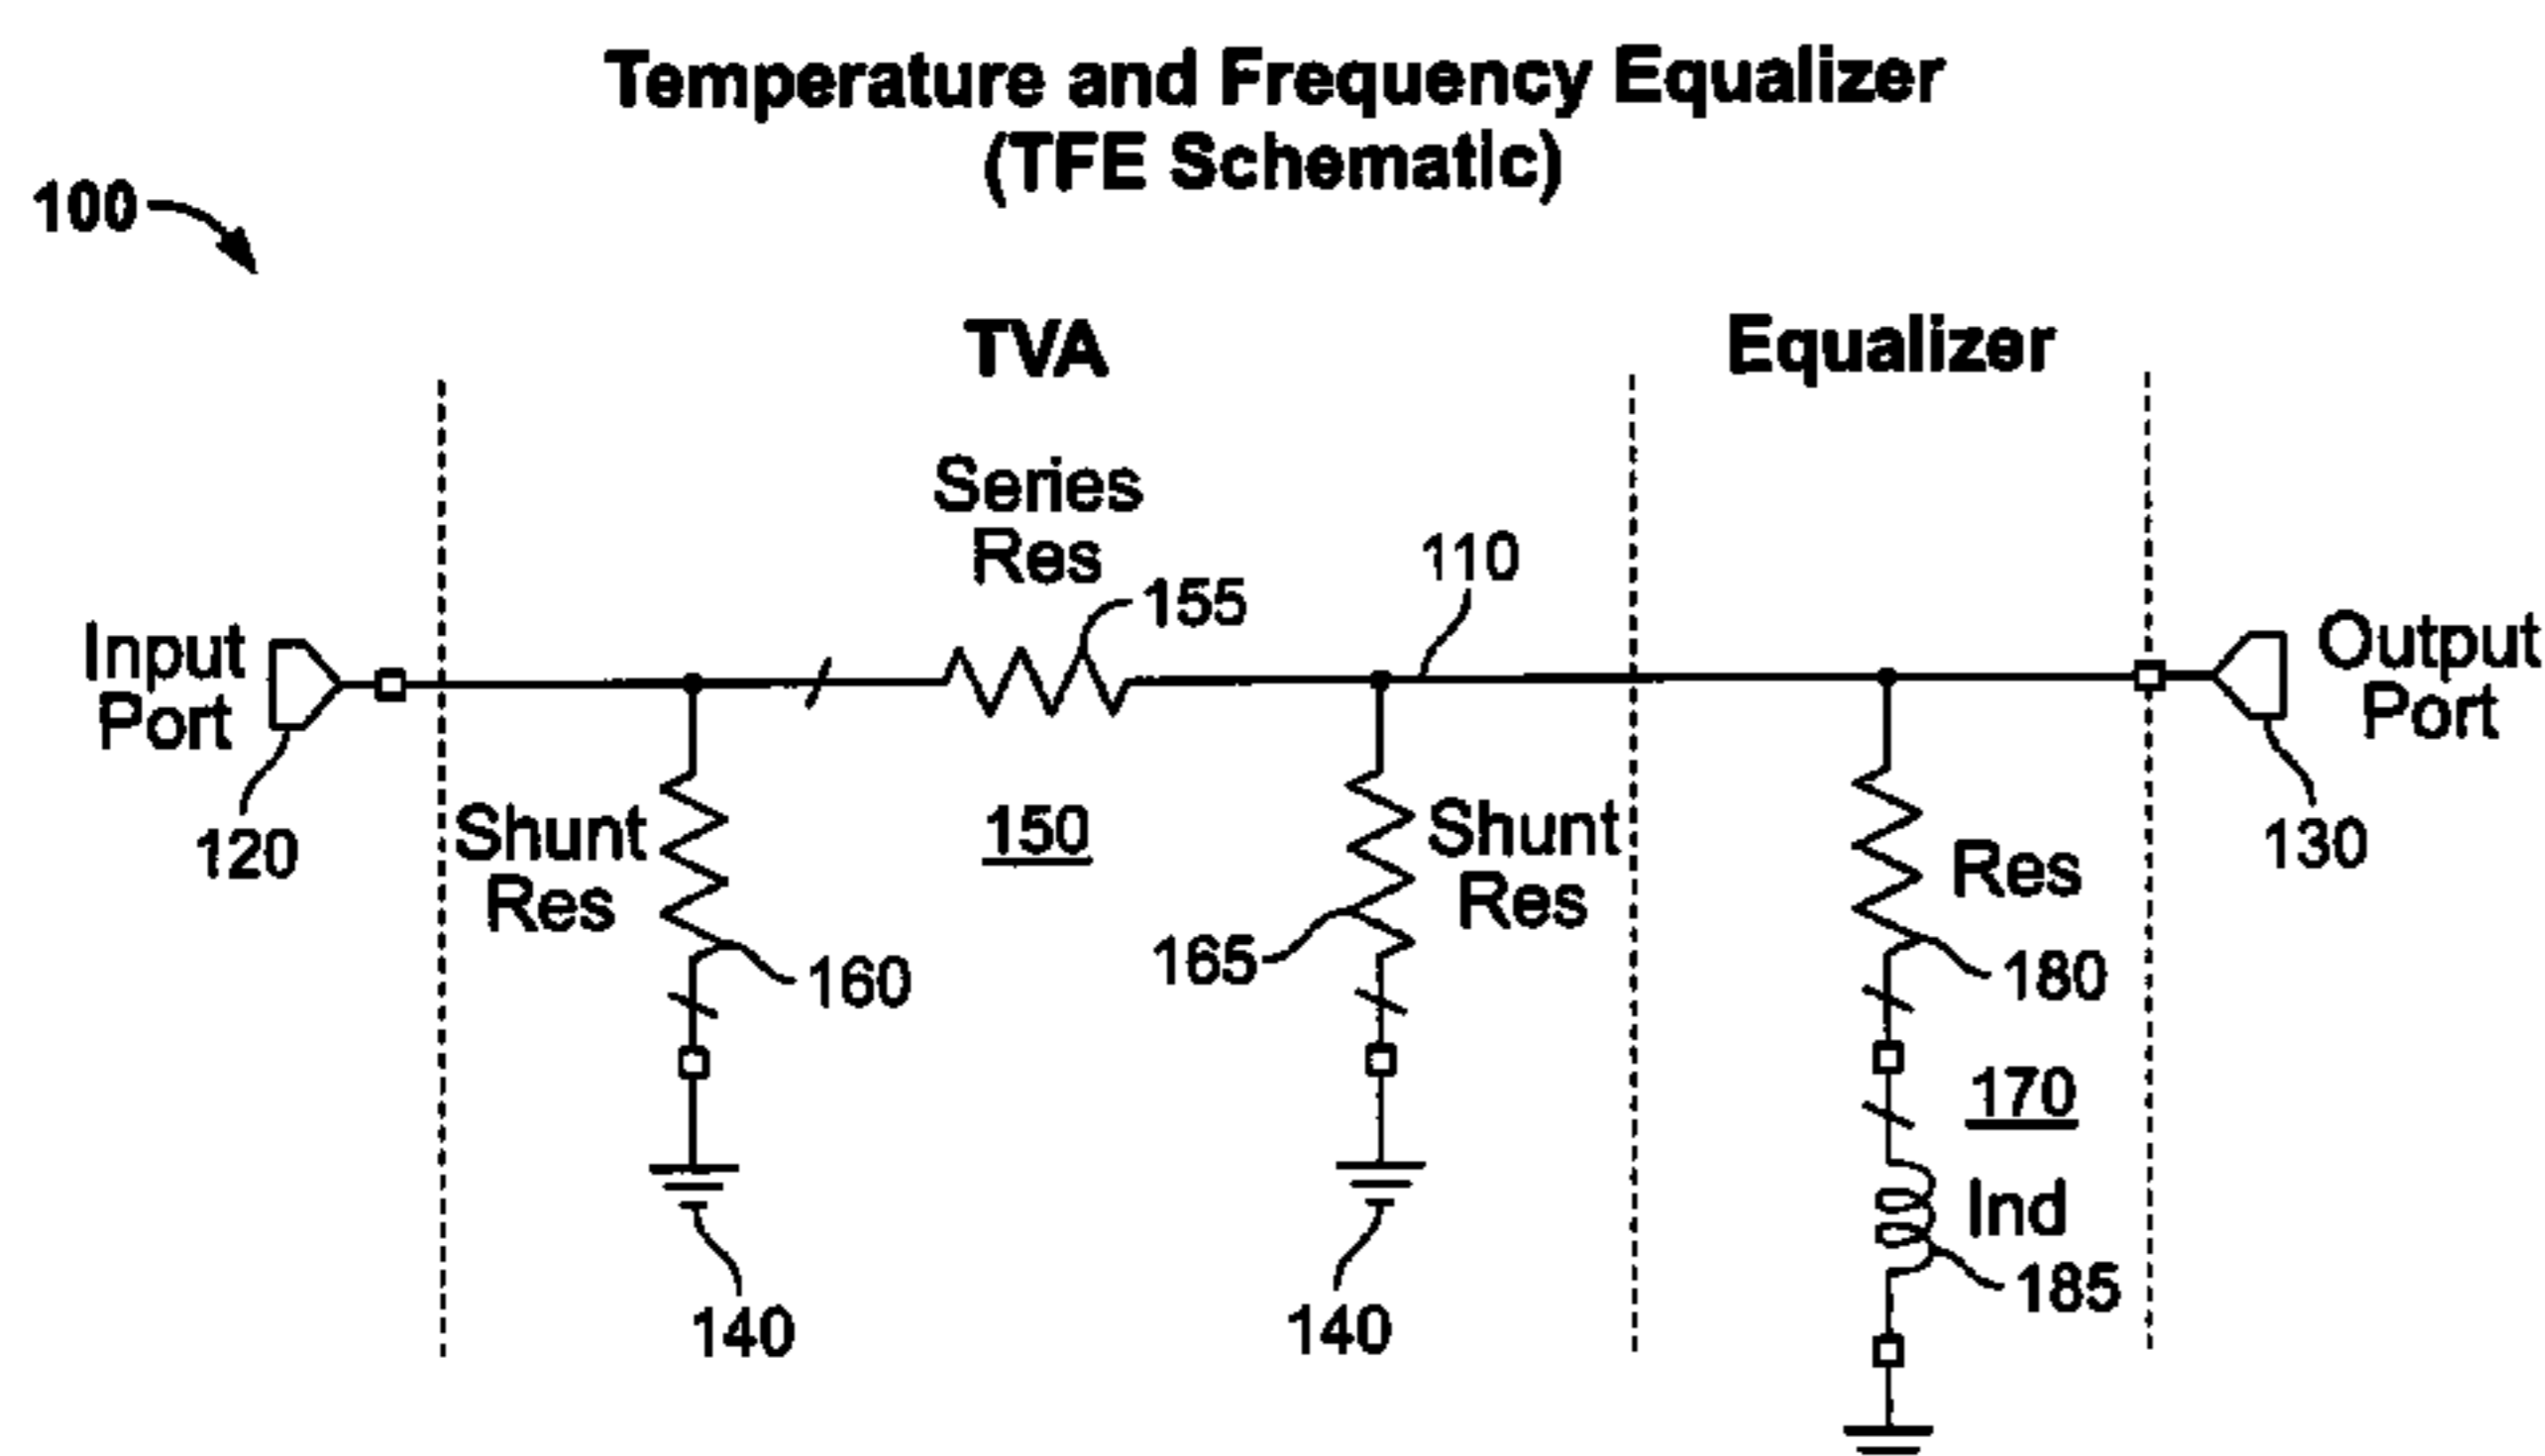 Temperature and Frequency Equalizer
(TFE Schematic)
100
TVA
Equalizer
Series
Res
155
110
Input
Port
120
Output
Port
130
Shunt
Res
160
150
Shunt
Res
165
Res
180
170
Ind
185
140
140